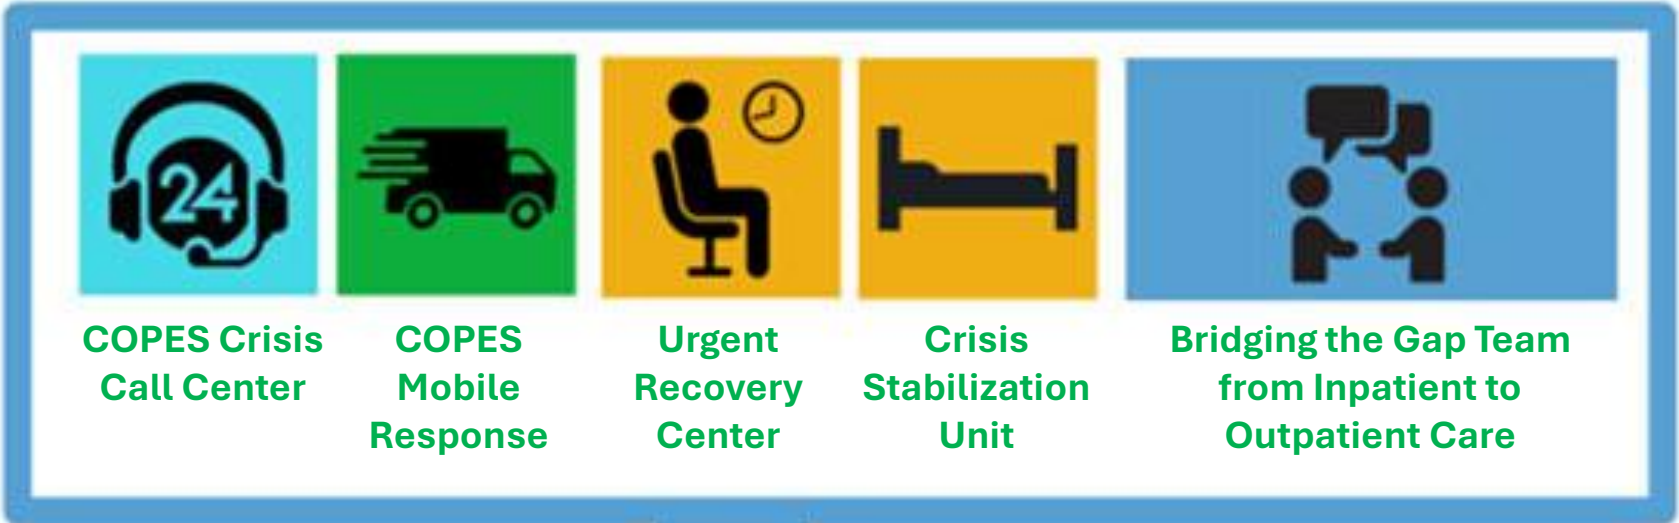 24
COPES Crisis
Call Center
COPES
Mobile
Response
Urgent
Recovery
Center
Crisis
Stabilization
Unit
Bridging the Gap Team
from Inpatient to
Outpatient Care